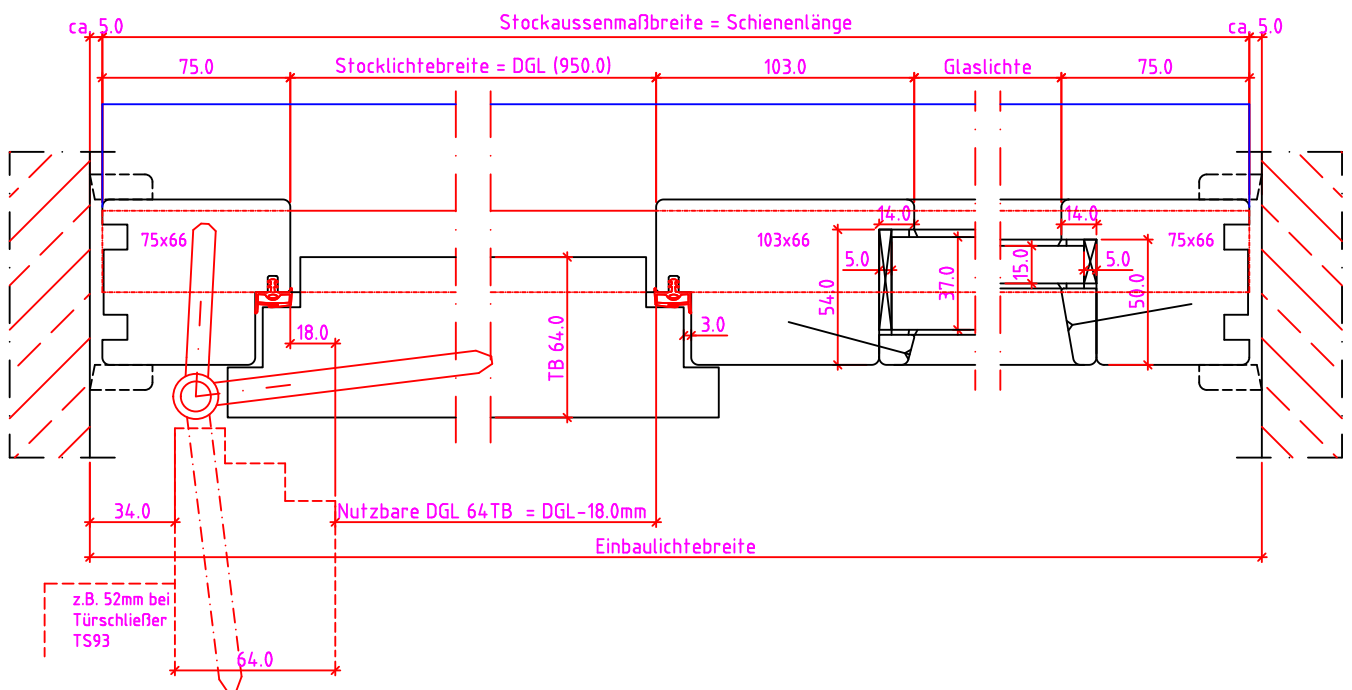 Stockaussenmaßbreite = Schienenlänge
ca. 5.0
ca. 5.0
75.0
Stocklichtebreite = DGL (950.0)
103.0
Glaslichte
75.0
14.0
14.0
75x66
103x66
75x66
5.0
5.0
54.0
37.0
15.0
50.0
18.0
3.0
TB 64.0
34.0
Nutzbare DGL 64TB = DGL-18.0mm
Einbaulichtebreite
z.B. 52mm bei
Türschließer
TS93
64.0